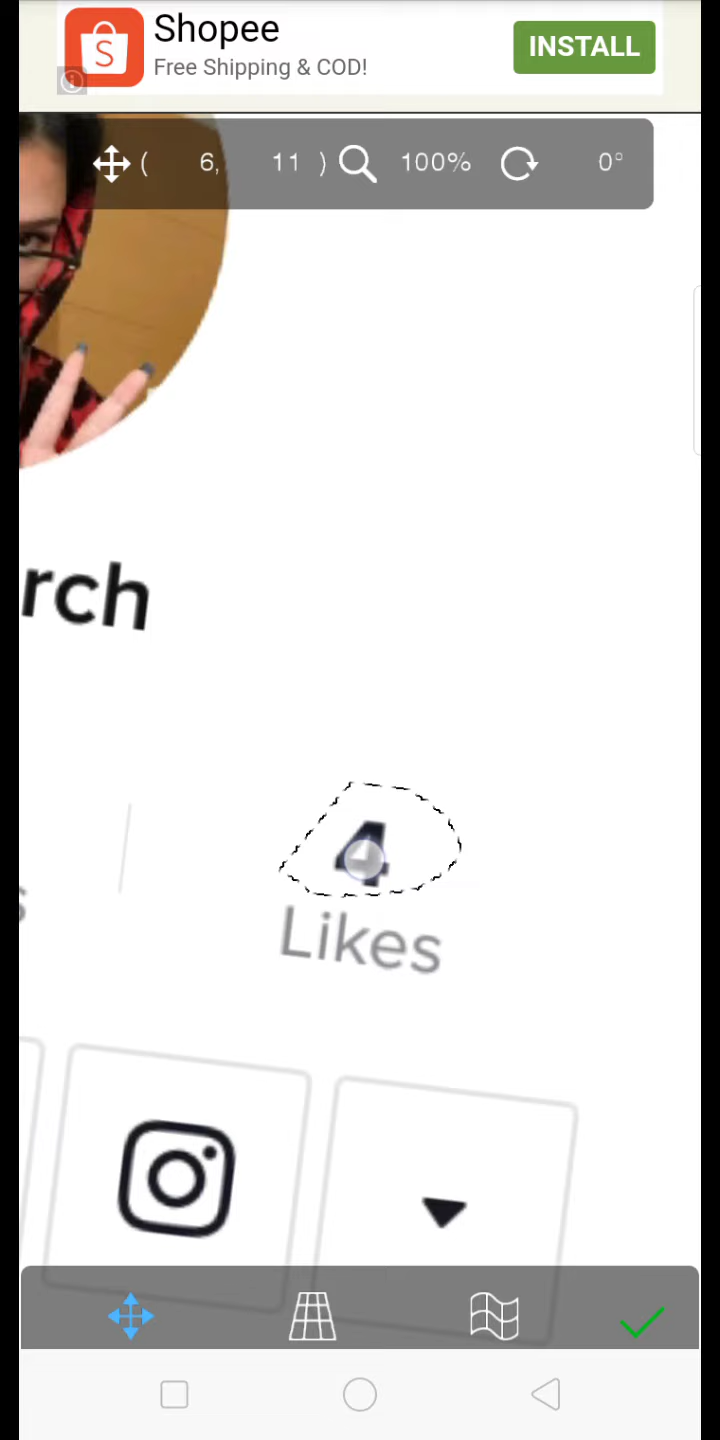 Shopee
Free Shipping & COD!
INSTALL
( 6, 11 ) 100% 0°
rch
4
s
Likes